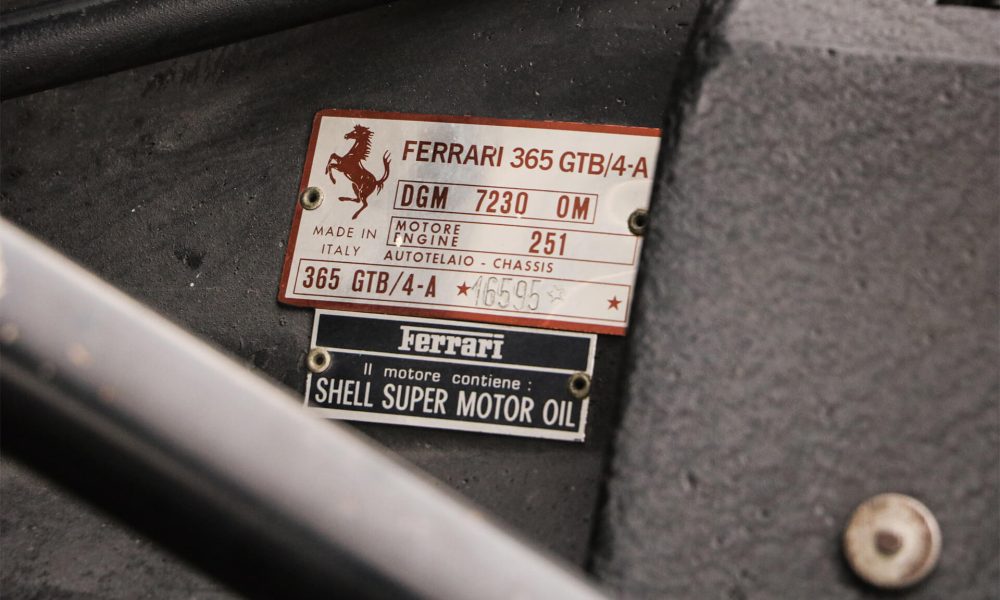 FERRARI 365 GTB/4-A
DGM 7230 OM
MADE IN
ITALY
MOTORE
ENGINE
251
AUTOTELAIO - CHASSIS
365 GTB/4-A ★16595☆ ★
Ferrari
Il motore contiene :
SHELL SUPER MOTOR OIL